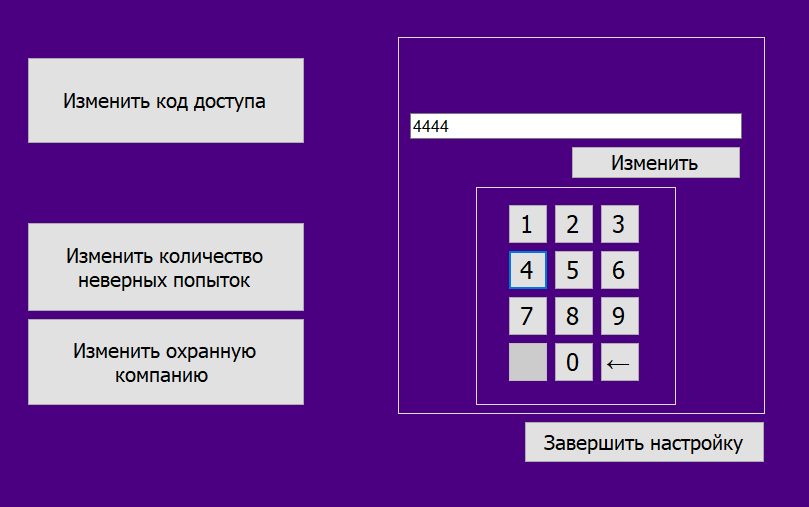 Изменить код доступа
Изменить количество
неверных попыток
Изменить охранную
компанию
4444
Изменить
1 2 3
4 5 6
7 8 9
0 ←
Завершить настройку